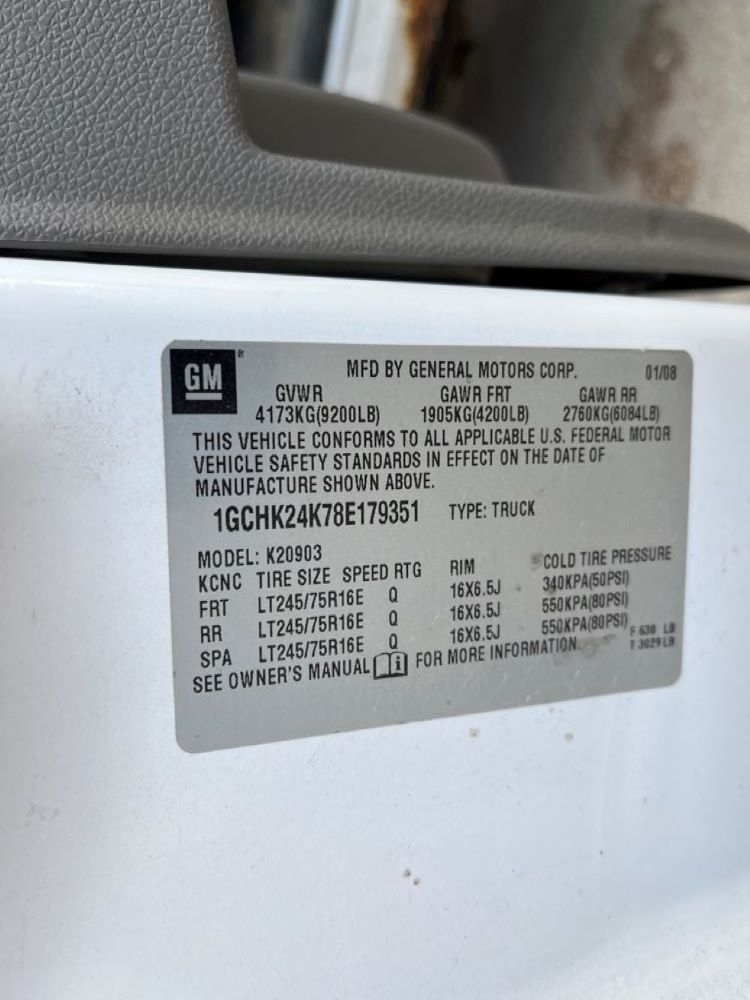 GM
MFD BY GENERAL MOTORS CORP. 01/08
GVWR GAWR FRT GAWR RR
4173KG(9200LB) 1905KG(4200LB) 2760KG(6084LB)
THIS VEHICLE CONFORMS TO ALL APPLICABLE U.S. FEDERAL MOTOR
VEHICLE SAFETY STANDARDS IN EFFECT ON THE DATE OF
MANUFACTURE SHOWN ABOVE.
1GCHK24K78E179351 TYPE: TRUCK
MODEL: K20903
KCNC TIRE SIZE SPEED RTG RIM COLD TIRE PRESSURE
FRT LT245/75R16E Q 16X6.5J 340KPA(50PSI)
RR LT245/75R16E Q 16X6.5J 550KPA(80PSI)
SPA LT245/75R16E Q 16X6.5J 550KPA(80PSI)
F 630 LB
T 3029 LB
SEE OWNER'S MANUAL i FOR MORE INFORMATION.